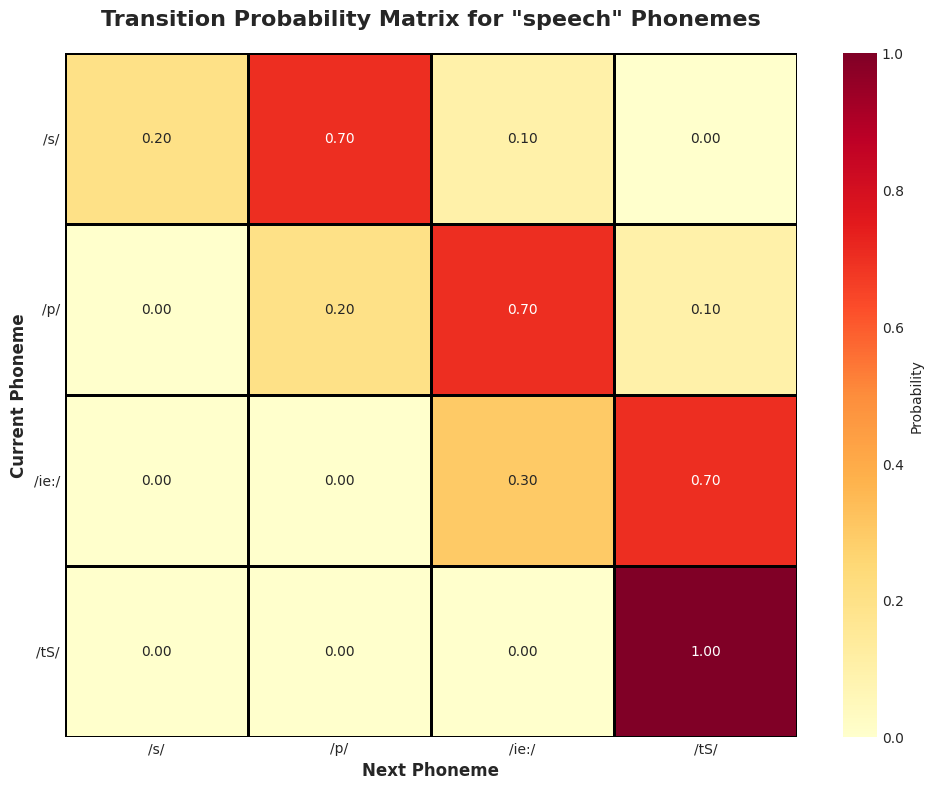 Transition Probability Matrix for "speech" Phonemes
1.0
/s/ 0.20 0.70 0.10 0.00
0.8
/p/ 0.00 0.20 0.70 0.10
0.6
Current Phoneme
Probability
0.4
/ie:/ 0.00 0.00 0.30 0.70
0.2
/tS/ 0.00 0.00 0.00 1.00
0.0
/s/ /p/ /ie:/ /tS/
Next Phoneme